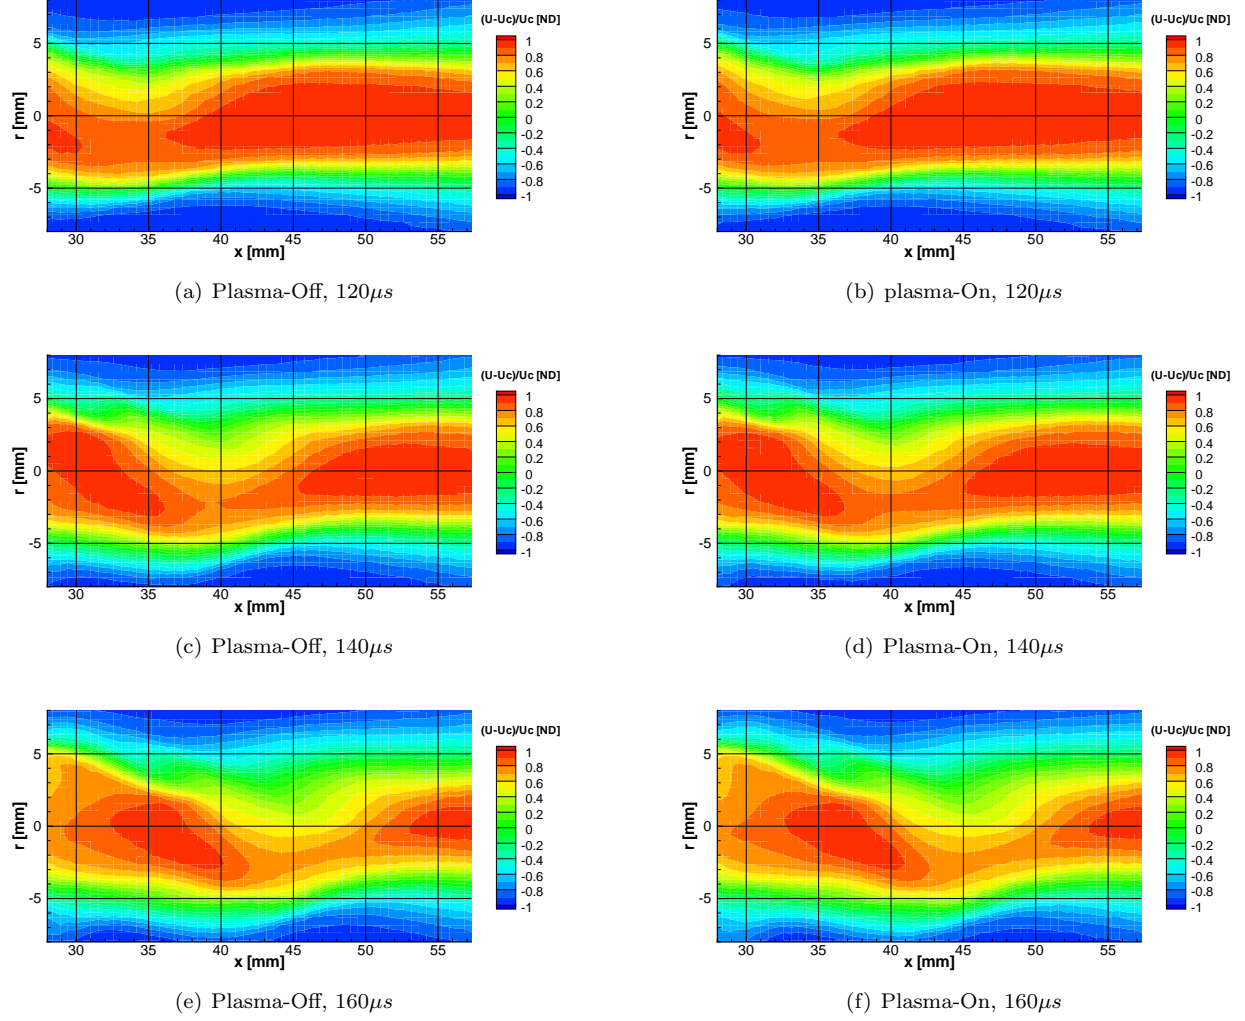 (U-Uc)/Uc [ND]
1
0.8
0.6
0.4
0.2
0
-0.2
-0.4
-0.6
-0.8
-1
5
0
-5
r [mm]
30 35 40 45 50 55
x [mm]
(a) Plasma-Off, 120μs
(U-Uc)/Uc [ND]
1
0.8
0.6
0.4
0.2
0
-0.2
-0.4
-0.6
-0.8
-1
5
0
-5
r [mm]
30 35 40 45 50 55
x [mm]
(b) plasma-On, 120μs
(U-Uc)/Uc [ND]
1
0.8
0.6
0.4
0.2
0
-0.2
-0.4
-0.6
-0.8
-1
5
0
-5
r [mm]
30 35 40 45 50 55
x [mm]
(c) Plasma-Off, 140μs
(U-Uc)/Uc [ND]
1
0.8
0.6
0.4
0.2
0
-0.2
-0.4
-0.6
-0.8
-1
5
0
-5
r [mm]
30 35 40 45 50 55
x [mm]
(d) Plasma-On, 140μs
(U-Uc)/Uc [ND]
1
0.8
0.6
0.4
0.2
0
-0.2
-0.4
-0.6
-0.8
-1
5
0
-5
r [mm]
30 35 40 45 50 55
x [mm]
(e) Plasma-Off, 160μs
(U-Uc)/Uc [ND]
1
0.8
0.6
0.4
0.2
0
-0.2
-0.4
-0.6
-0.8
-1
5
0
-5
r [mm]
30 35 40 45 50 55
x [mm]
(f) Plasma-On, 160μs